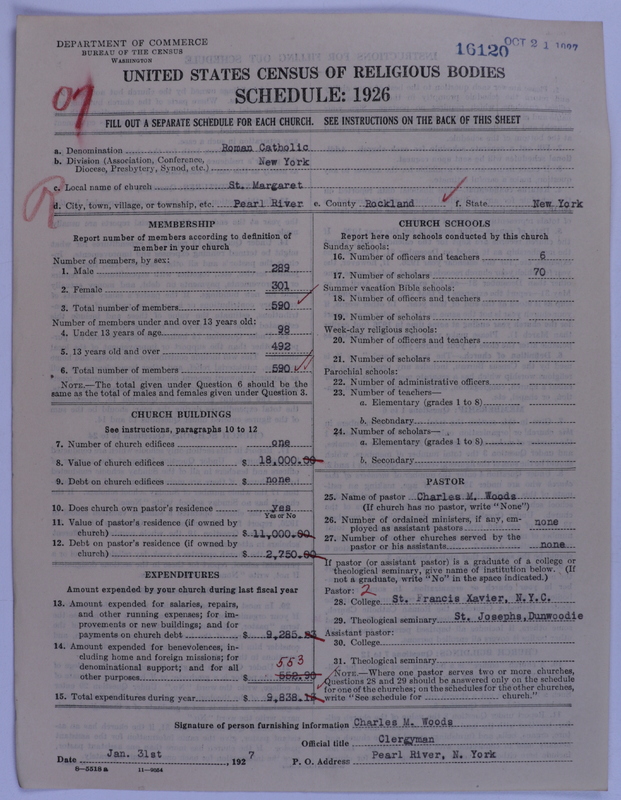 DEPARTMENT OF COMMERCE
BUREAU OF THE CENSUS
WASHINGTON
16120 OCT 21 1927
UNITED STATES CENSUS OF RELIGIOUS BODIES
SCHEDULE: 1926
07
FILL OUT A SEPARATE SCHEDULE FOR EACH CHURCH. SEE INSTRUCTIONS ON THE BACK OF THIS SHEET
a. Denomination Roman Catholic
b. Division (Association, Conference, Diocese, Presbytery, Synod, etc.) New York
c. Local name of church St. Margaret
d. City, town, village, or township, etc. Pearl River e. County Rockland f. State New York
MEMBERSHIP
Report number of members according to definition of
member in your church
Number of members, by sex:
1. Male 289
2. Female 301
3. Total number of members 590
Number of members under and over 13 years old:
4. Under 13 years of age 98
5. 13 years old and over 492
6. Total number of members 590
NOTE.—The total given under Question 6 should be the
same as the total of males and females given under Question 3.
CHURCH BUILDINGS
See instructions, paragraphs 10 to 12
7. Number of church edifices one
8. Value of church edifices $ 18,000.00
9. Debt on church edifices $ none
10. Does church own pastor's residence yes
Yes or No
11. Value of pastor's residence (if owned by
church) $ 11,000.00
12. Debt on pastor's residence (if owned by
church) $ 2,750.00
EXPENDITURES
Amount expended by your church during last fiscal year
13. Amount expended for salaries, repairs,
and other running expenses; for im-
provements or new buildings; and for
payments on church debt $ 9,285.
14. Amount expended for benevolences, in-
cluding home and foreign missions; for
denominational support; and for all
553
other purposes $ 552.99
15. Total expenditures during year $ 9,838.
CHURCH SCHOOLS
Report here only schools conducted by this church
Sunday schools:
16. Number of officers and teachers 6
17. Number of scholars 70
Summer vacation Bible schools:
18. Number of officers and teachers
19. Number of scholars
Week-day religious schools:
20. Number of officers and teachers
21. Number of scholars
Parochial schools:
22. Number of administrative officers
23. Number of teachers—
a. Elementary (grades 1 to 8)
b. Secondary
24. Number of scholars—
a. Elementary (grades 1 to 8)
b. Secondary
PASTOR
25. Name of pastor Charles M. Woods
(If church has no pastor, write "None")
26. Number of ordained ministers, if any, em-
ployed as assistant pastors none
27. Number of other churches served by the
pastor or his assistants none
If pastor (or assistant pastor) is a graduate of a college or
theological seminary, give name of institution below. (If
not a graduate, write "No" in the space indicated.)
Pastor: 2
28. College St. Francis Xavier, N.Y.C.
29. Theological seminary St. Josephs, Dunwoodie
Assistant pastor:
30. College
31. Theological seminary
NOTE.—Where one pastor serves two or more churches,
Questions 28 and 29 should be answered only on the schedule
for one of the churches; on the schedules for the other churches,
write "See schedule for church."
Signature of person furnishing information Charles M. Woods
Official title Clergyman
Date Jan. 31st, 1927 P. O. Address Pearl River, N. York
8—5518 a 11—9064